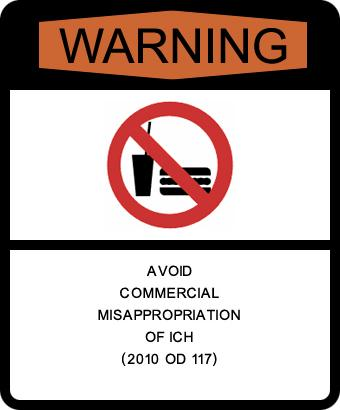 WARNING
AVOID
COMMERCIAL
MISAPPROPRIATION
OF ICH
(2010 OD 117)